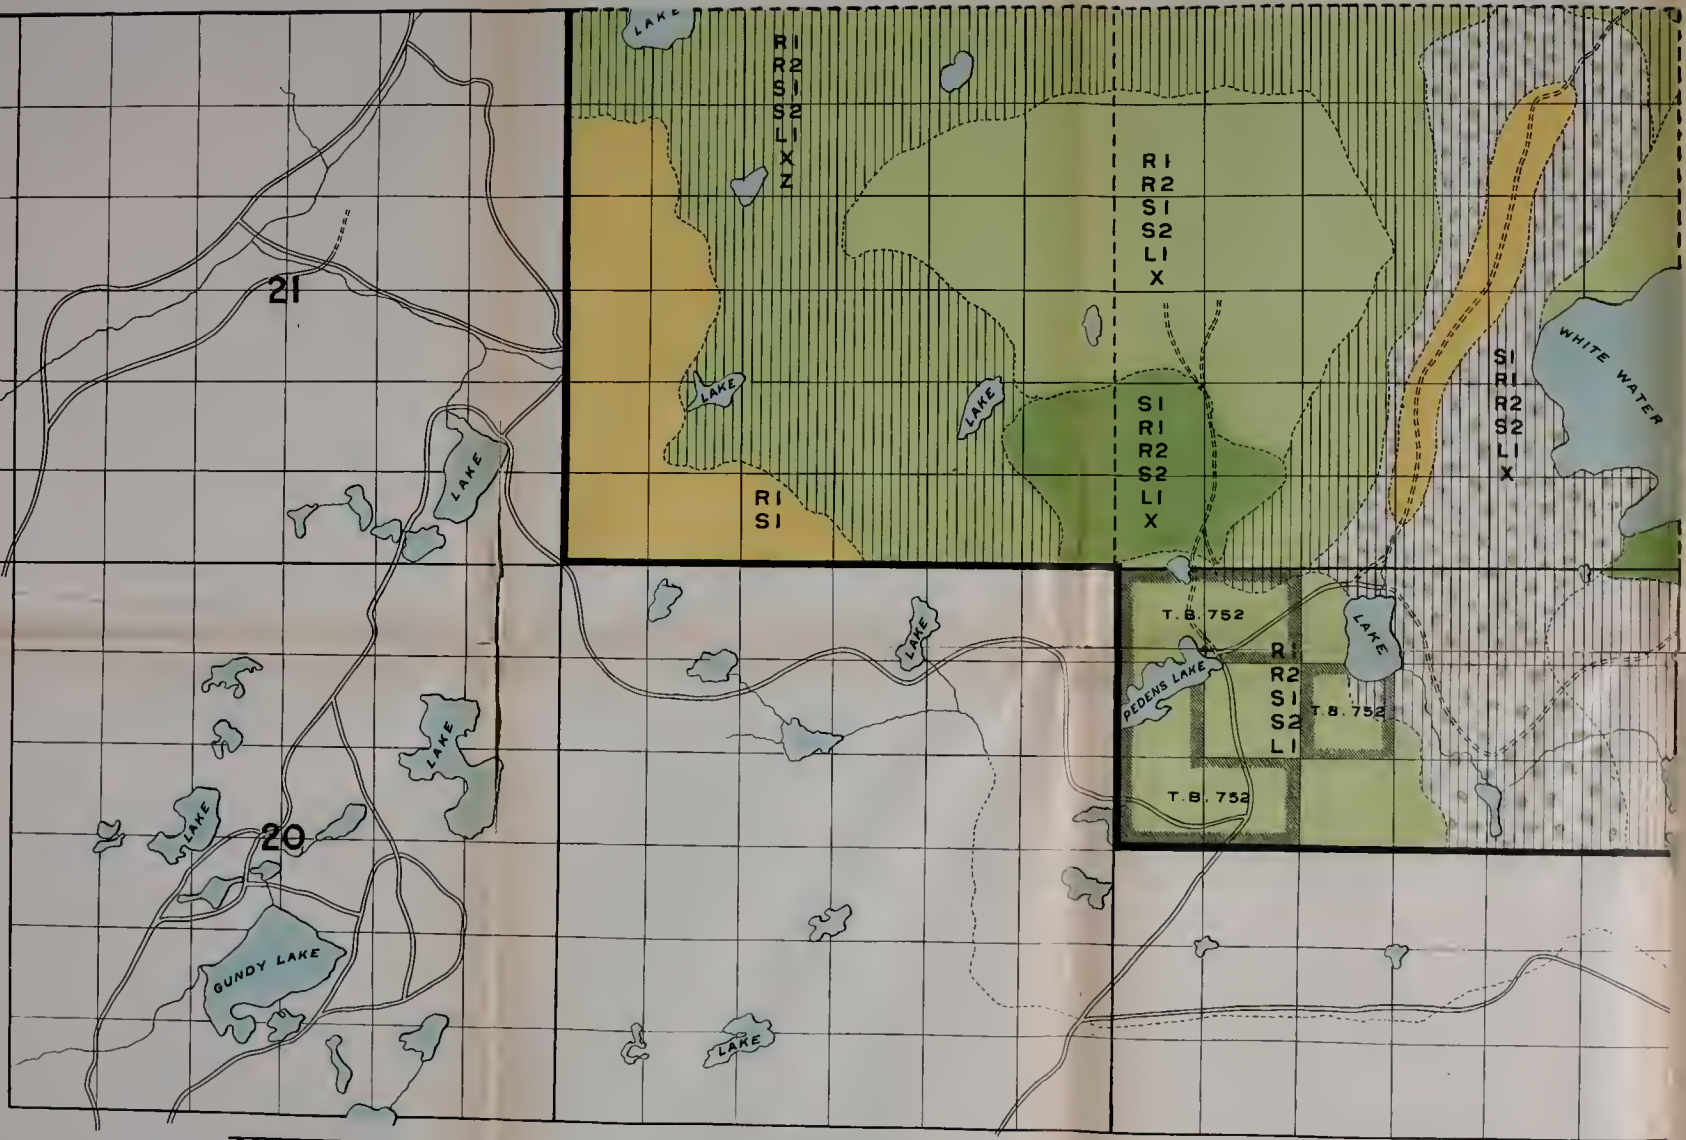 LAKE
R1
R2
S1
S2
L1
X
Z
R1
R2
S1
S2
L1
X
21
WHITE WATER
S1
R1
R2
S2
L1
X
LAKE
LAKE
S1
R1
R2
S2
L1
X
LAKE
R1
S1
T.B. 752
LAKE
LAKE
PEDENS LAKE
R1
R2
S1
S2
L1
T.B. 752
LAKE
T.B. 752
LAKE
20
GUNDY LAKE
LAKE